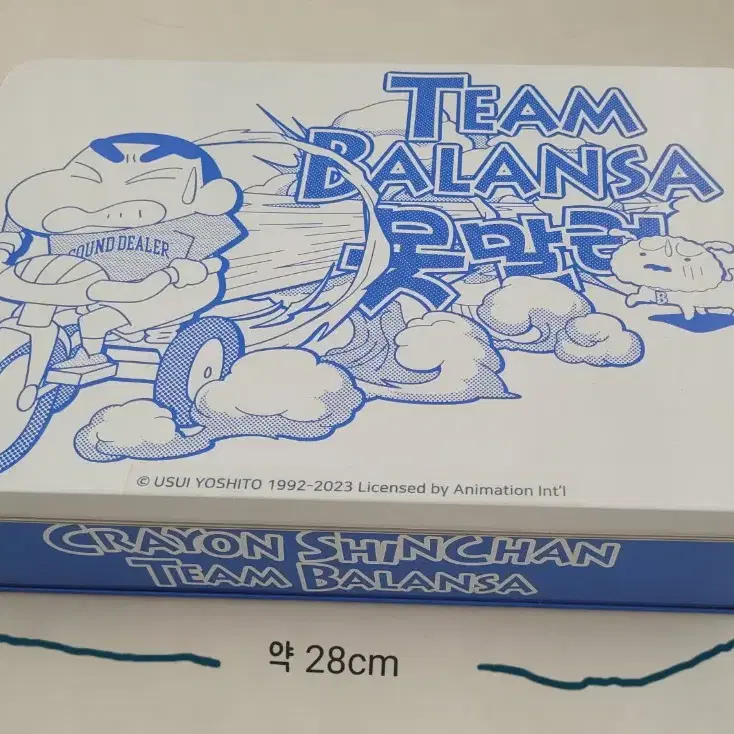 TEAM
BALANSA
못말려
SOUND DEALER
B
© USUI YOSHITO 1992-2023 Licensed by Animation Int'l
CRAYON SHINCHAN
TEAM BALANSA
약 28cm